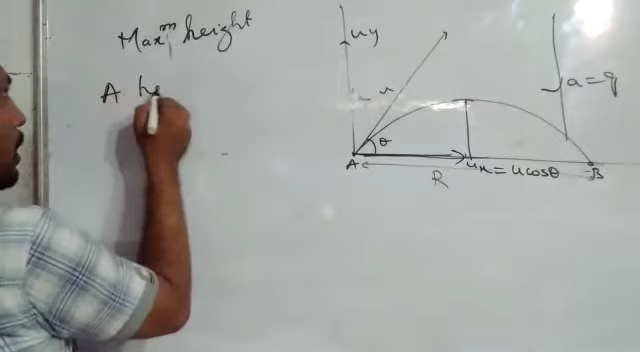 Maxm height
A he
uy
u
θ
a=g
A
ux=ucosθ
B
R